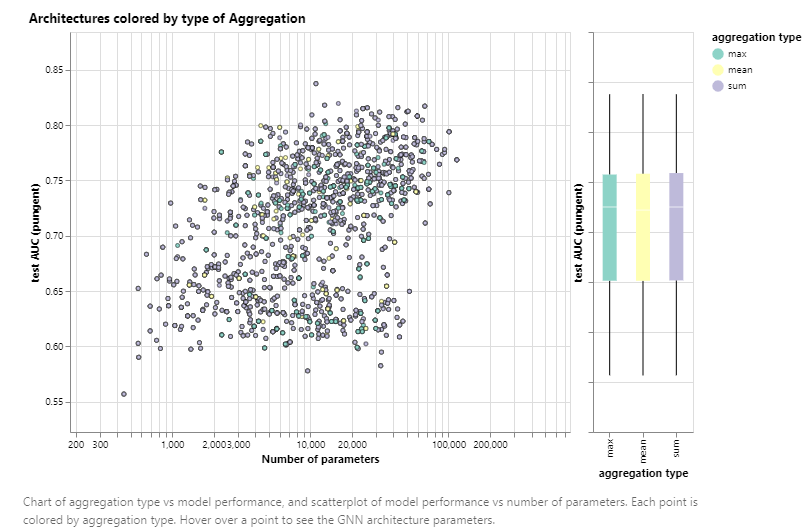 Architectures colored by type of Aggregation
aggregation type
max
mean
sum
0.85
0.80
0.75
0.70
0.65
0.60
0.55
test AUC (pungent)
200 300 1,000 2,000 3,000 10,000 20,000 100,000 200,000
Number of parameters
test AUC (pungent)
max
mean
sum
aggregation type
Chart of aggregation type vs model performance, and scatterplot of model performance vs number of parameters. Each point is
colored by aggregation type. Hover over a point to see the GNN architecture parameters.